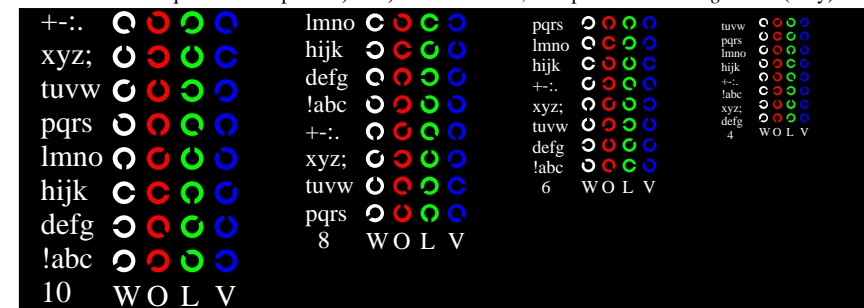 +-:.
xyz;
tuvw
pqrs
lmno
hijk
defg
!abc
10 W O L V
lmno
hijk
defg
!abc
+-:.
xyz;
tuvw
pqrs
8 W O L V
pqrs
lmno
hijk
+-:.
xyz;
tuvw
defg
!abc
6 W O L V
tuvw
pqrs
lmno
hijk
+-:.
!abc
xyz;
defg
4 W O L V